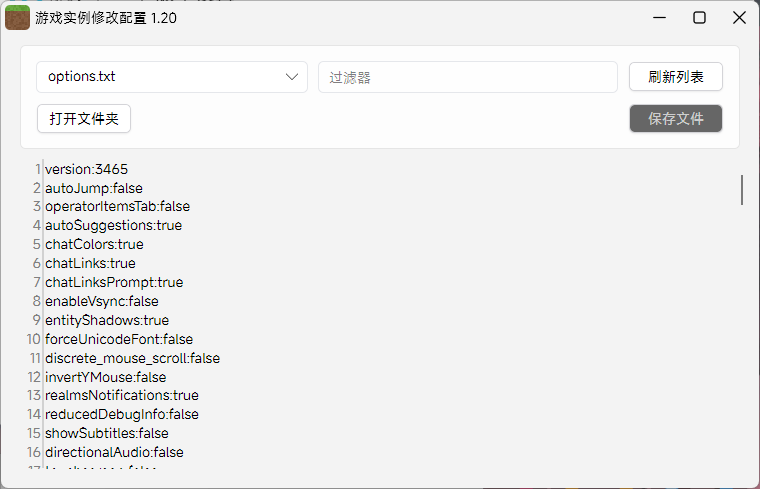 游戏实例修改配置 1.20
options.txt
过滤器
刷新列表
打开文件夹
保存文件
1 version:3465
2 autoJump:false
3 operatorItemsTab:false
4 autoSuggestions:true
5 chatColors:true
6 chatLinks:true
7 chatLinksPrompt:true
8 enableVsync:false
9 entityShadows:true
10 forceUnicodeFont:false
11 discrete_mouse_scroll:false
12 invertYMouse:false
13 realmsNotifications:true
14 reducedDebugInfo:false
15 showSubtitles:false
16 directionalAudio:false